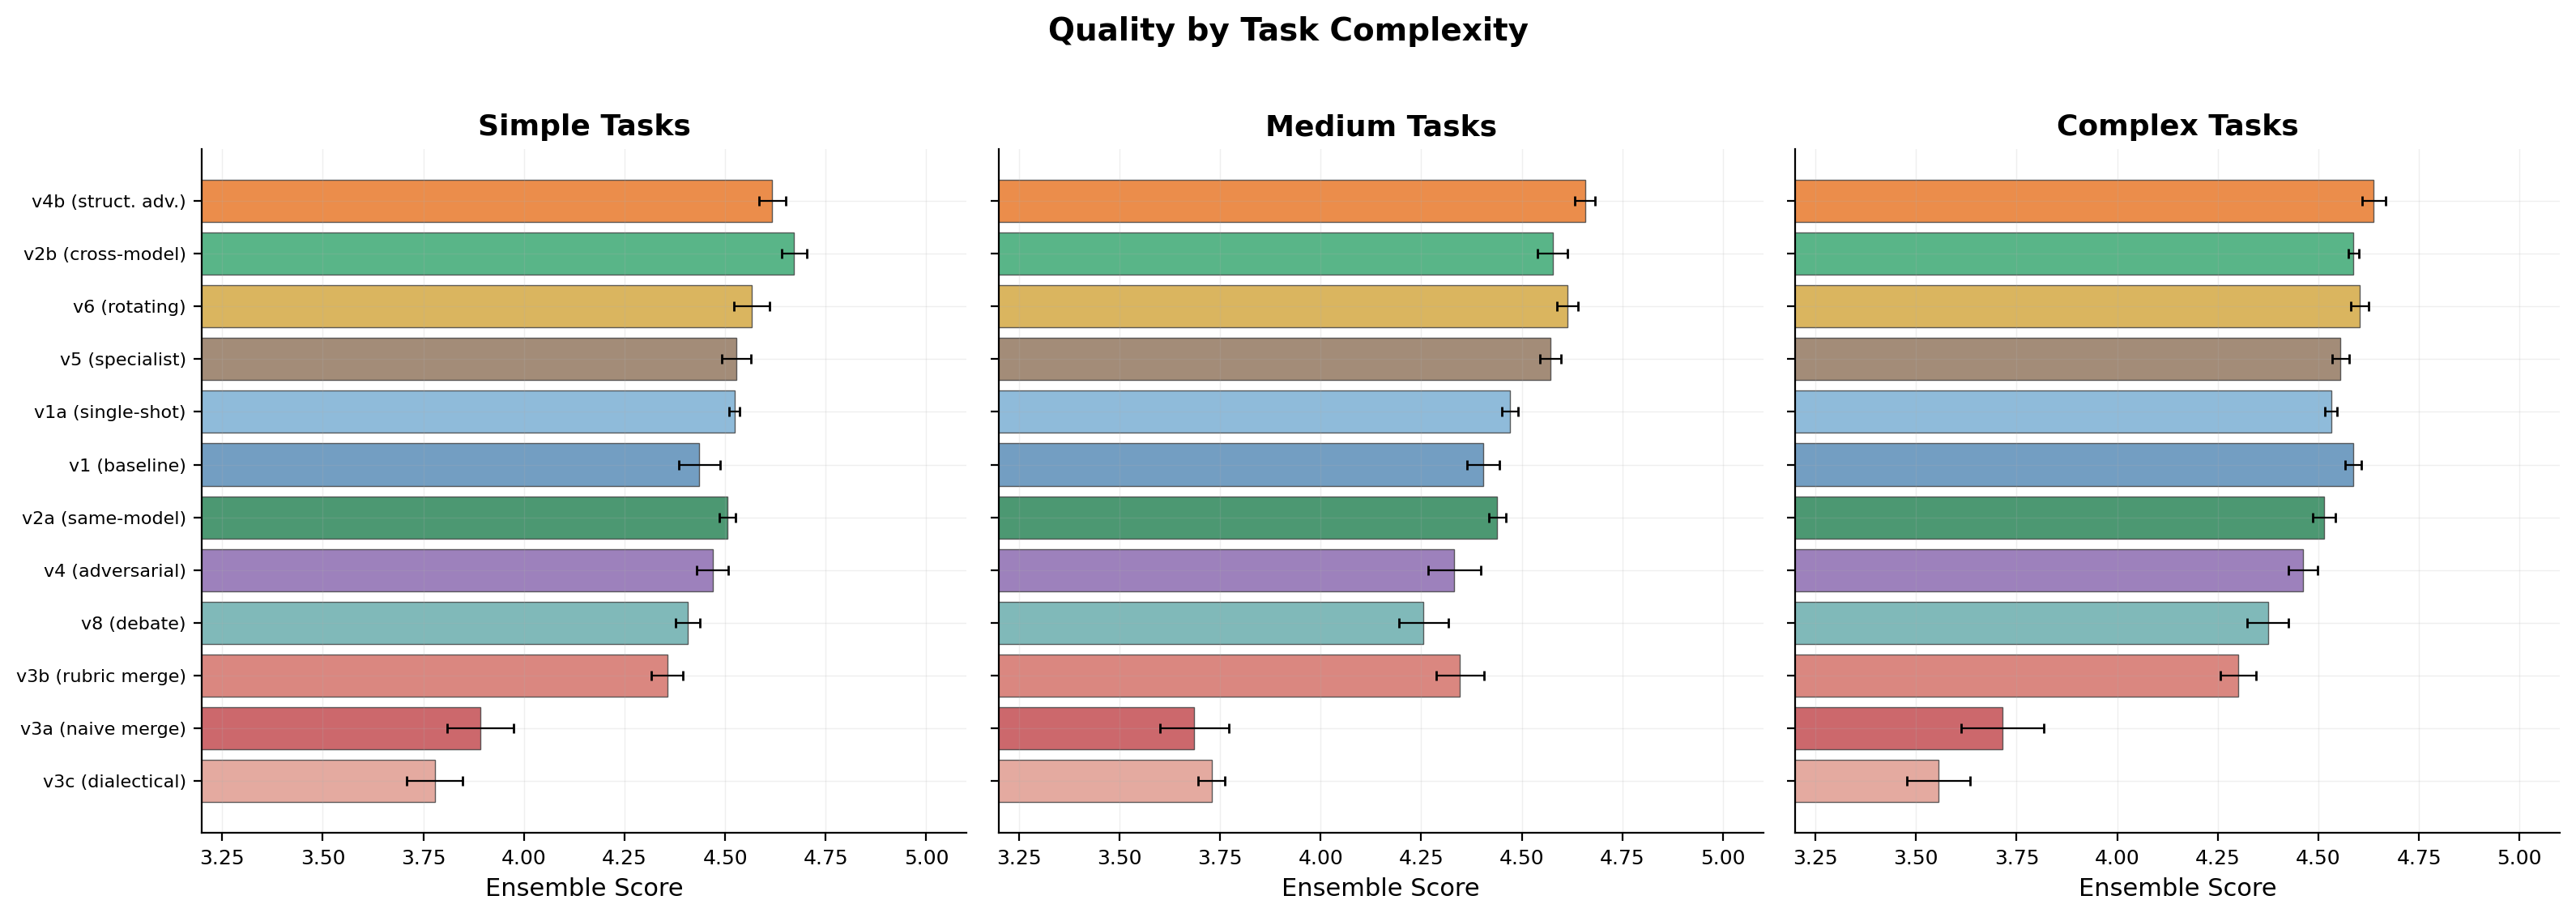 Quality by Task Complexity
Simple Tasks
Medium Tasks
Complex Tasks
v4b (struct. adv.)
v2b (cross-model)
v6 (rotating)
v5 (specialist)
v1a (single-shot)
v1 (baseline)
v2a (same-model)
v4 (adversarial)
v8 (debate)
v3b (rubric merge)
v3a (naive merge)
v3c (dialectical)
3.25 3.50 3.75 4.00 4.25 4.50 4.75 5.00
3.25 3.50 3.75 4.00 4.25 4.50 4.75 5.00
3.25 3.50 3.75 4.00 4.25 4.50 4.75 5.00
Ensemble Score
Ensemble Score
Ensemble Score